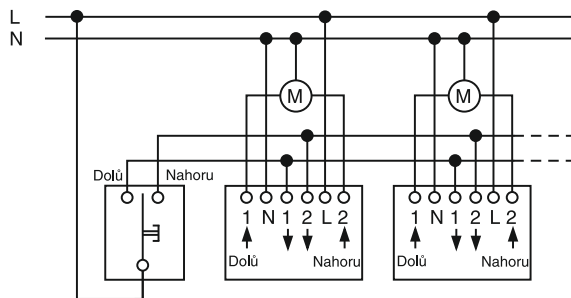 L
N
M M
Dolů Nahoru
1 N 1 2 L 2 1 N 1 2 L 2
Dolů Nahoru Dolů Nahoru